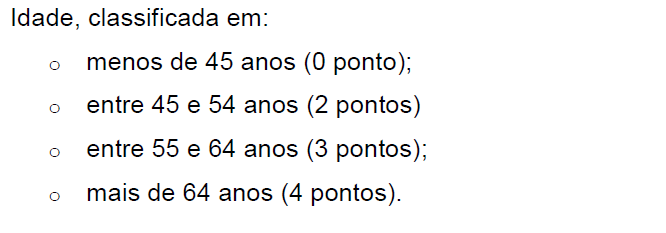 Idade, classificada em:
o menos de 45 anos (0 ponto);
o entre 45 e 54 anos (2 pontos)
o entre 55 e 64 anos (3 pontos);
o mais de 64 anos (4 pontos).